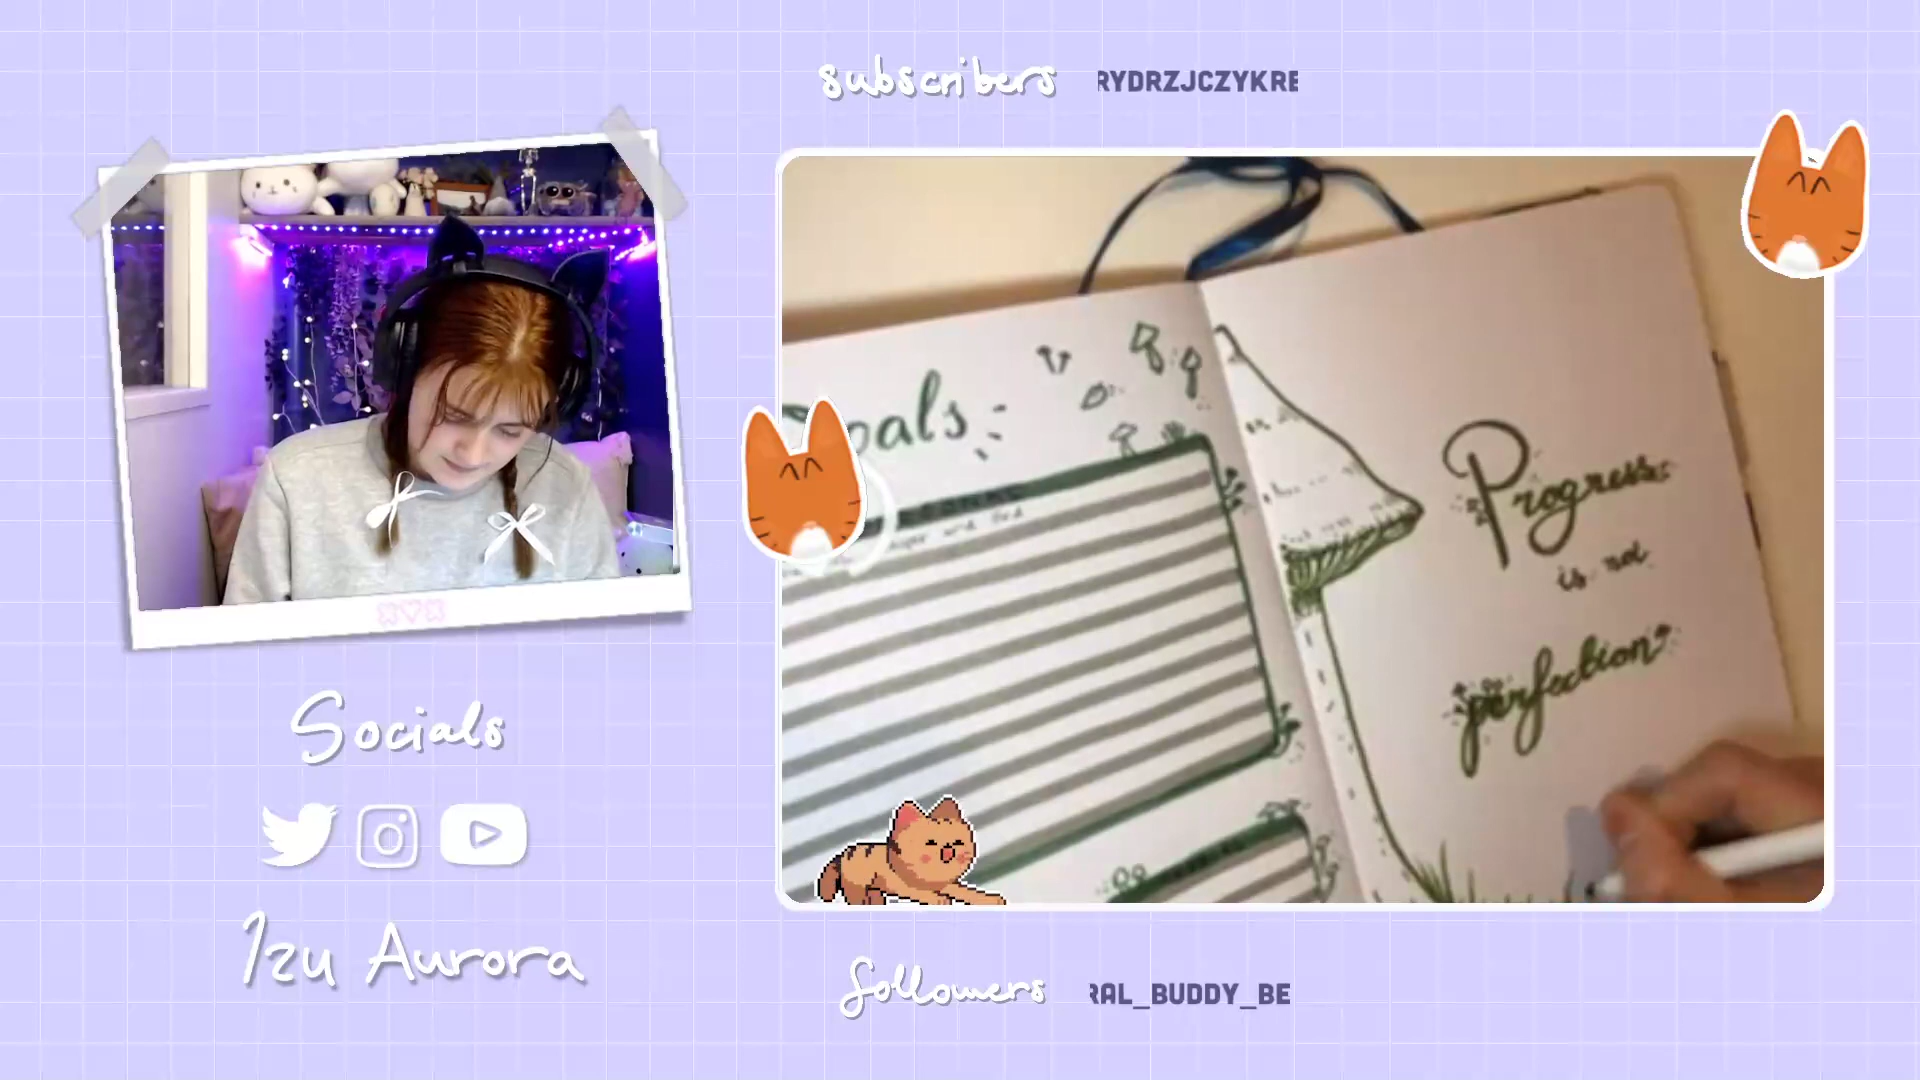 subscribers RYDRZJCZYKRE
oals
Progress
is not
perfection
Socials
Izu Aurora
followers RAL_BUDDY_BE